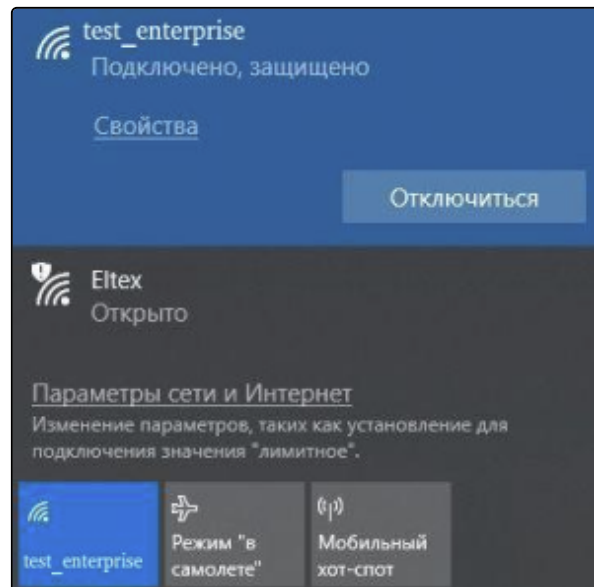 test_enterprise
Подключено, защищено
Свойства
Отключиться
Eltex
Открыто
Параметры сети и Интернет
Изменение параметров, таких как установление для
подключения значения "лимитное".
test_enterprise
Режим "в
самолете"
Мобильный
хот-спот